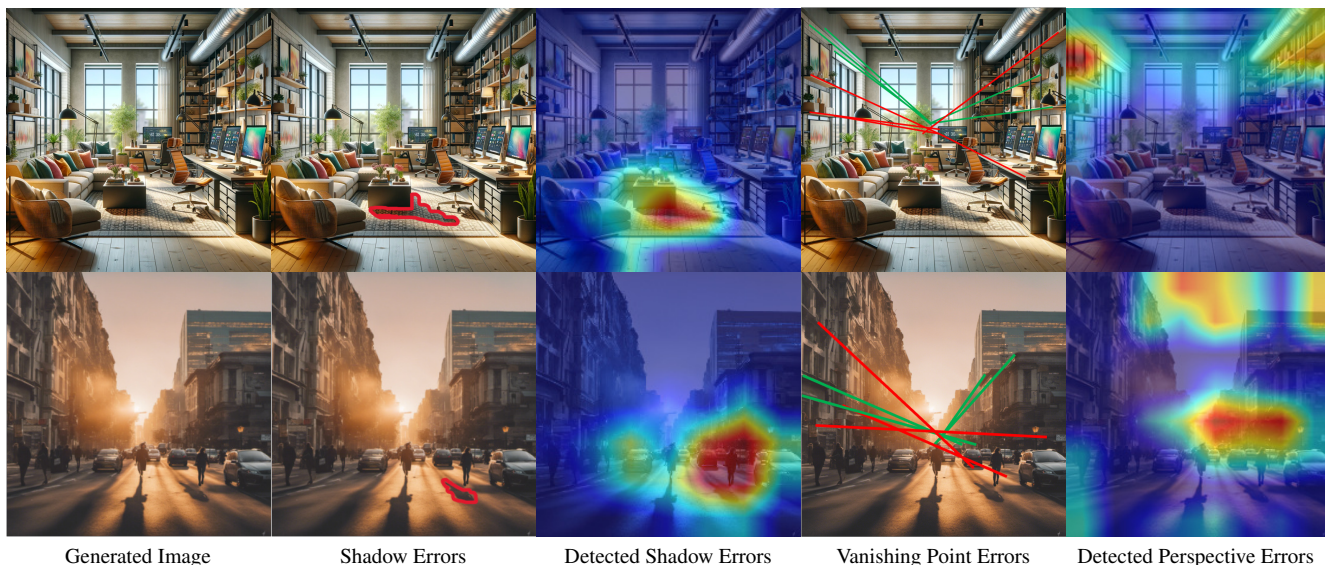 Generated Image
Shadow Errors
Detected Shadow Errors
Vanishing Point Errors
Detected Perspective Errors